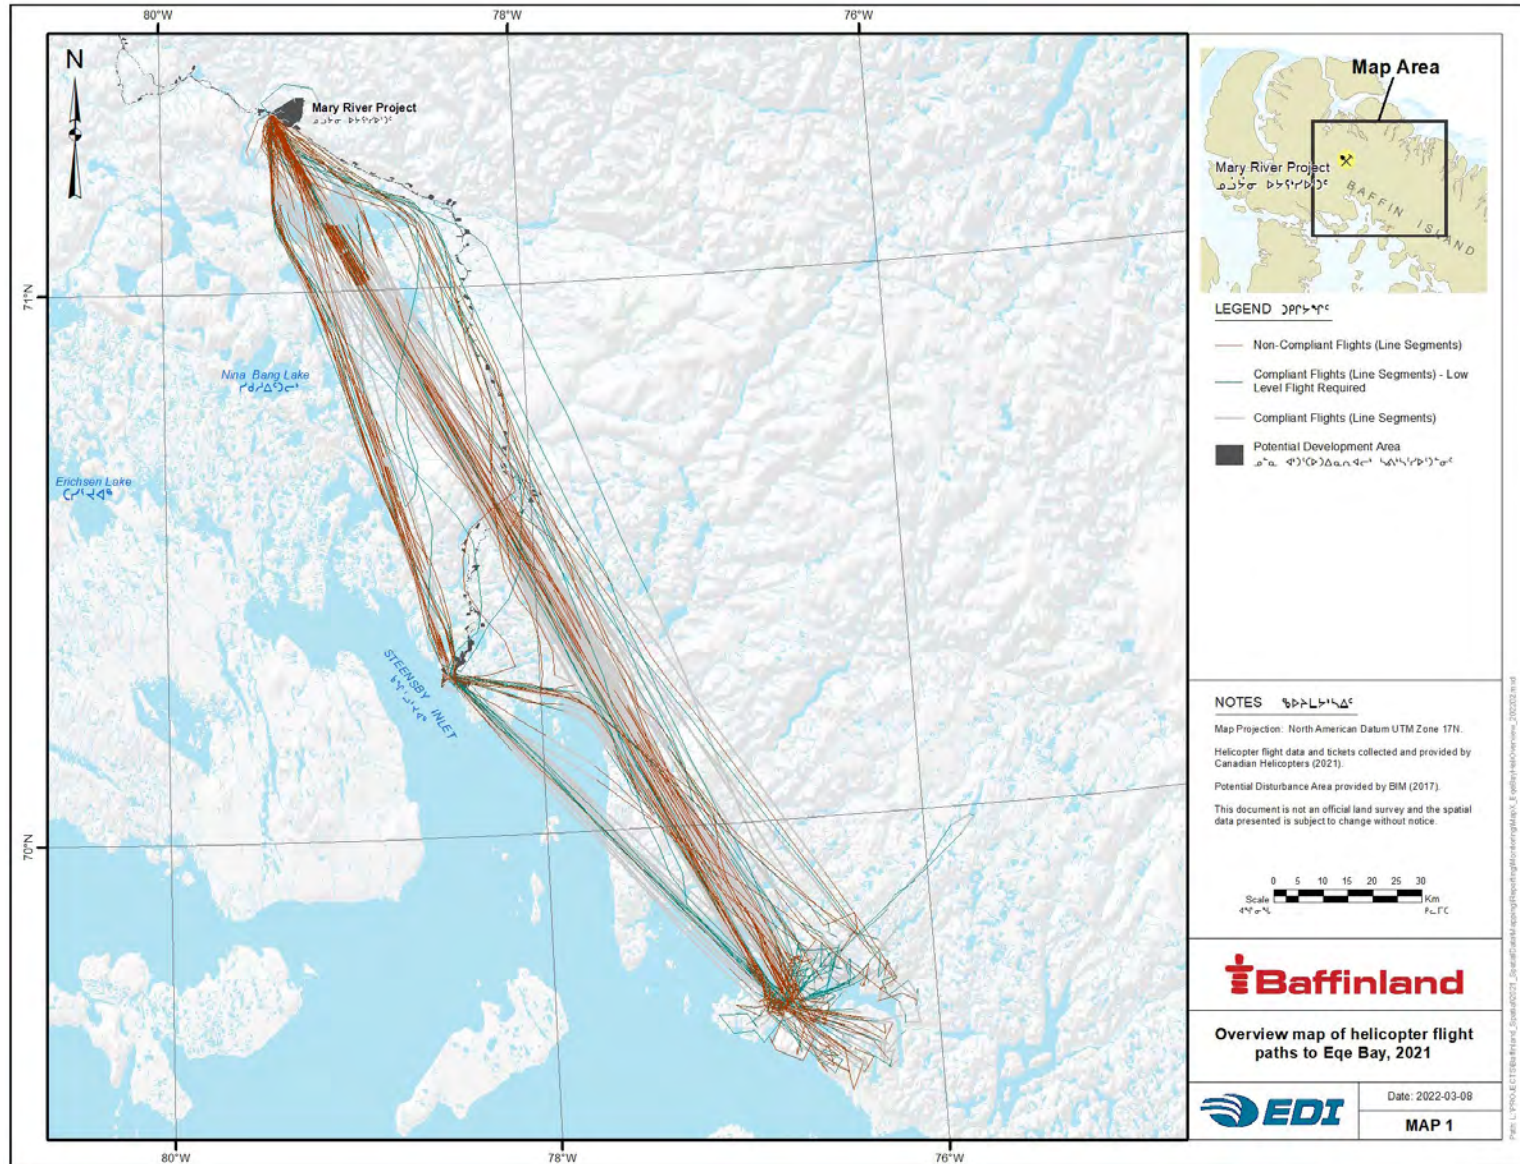 80°W
78°W
76°W
N
Mary River Project
71°N
70°N
Nina Bang Lake
Erichsen Lake
STEENSBY INLET
80°W
78°W
76°W
Map Area
Mary River Project
BAFFIN ISLAND
LEGEND
Non-Compliant Flights (Line Segments)
Compliant Flights (Line Segments) - Low
Level Flight Required
Compliant Flights (Line Segments)
Potential Development Area
NOTES
Map Projection: North American Datum UTM Zone 17N.
Helicopter flight data and tickets collected and provided by
Canadian Helicopters (2021).
Potential Disturbance Area provided by BIM (2017).
This document is not an official land survey and the spatial
data presented is subject to change without notice.
0 5 10 15 20 25 30
Scale Km
Baffinland
Overview map of helicopter flight
paths to Eqe Bay, 2021
EDI
Date: 2022-03-08
MAP 1